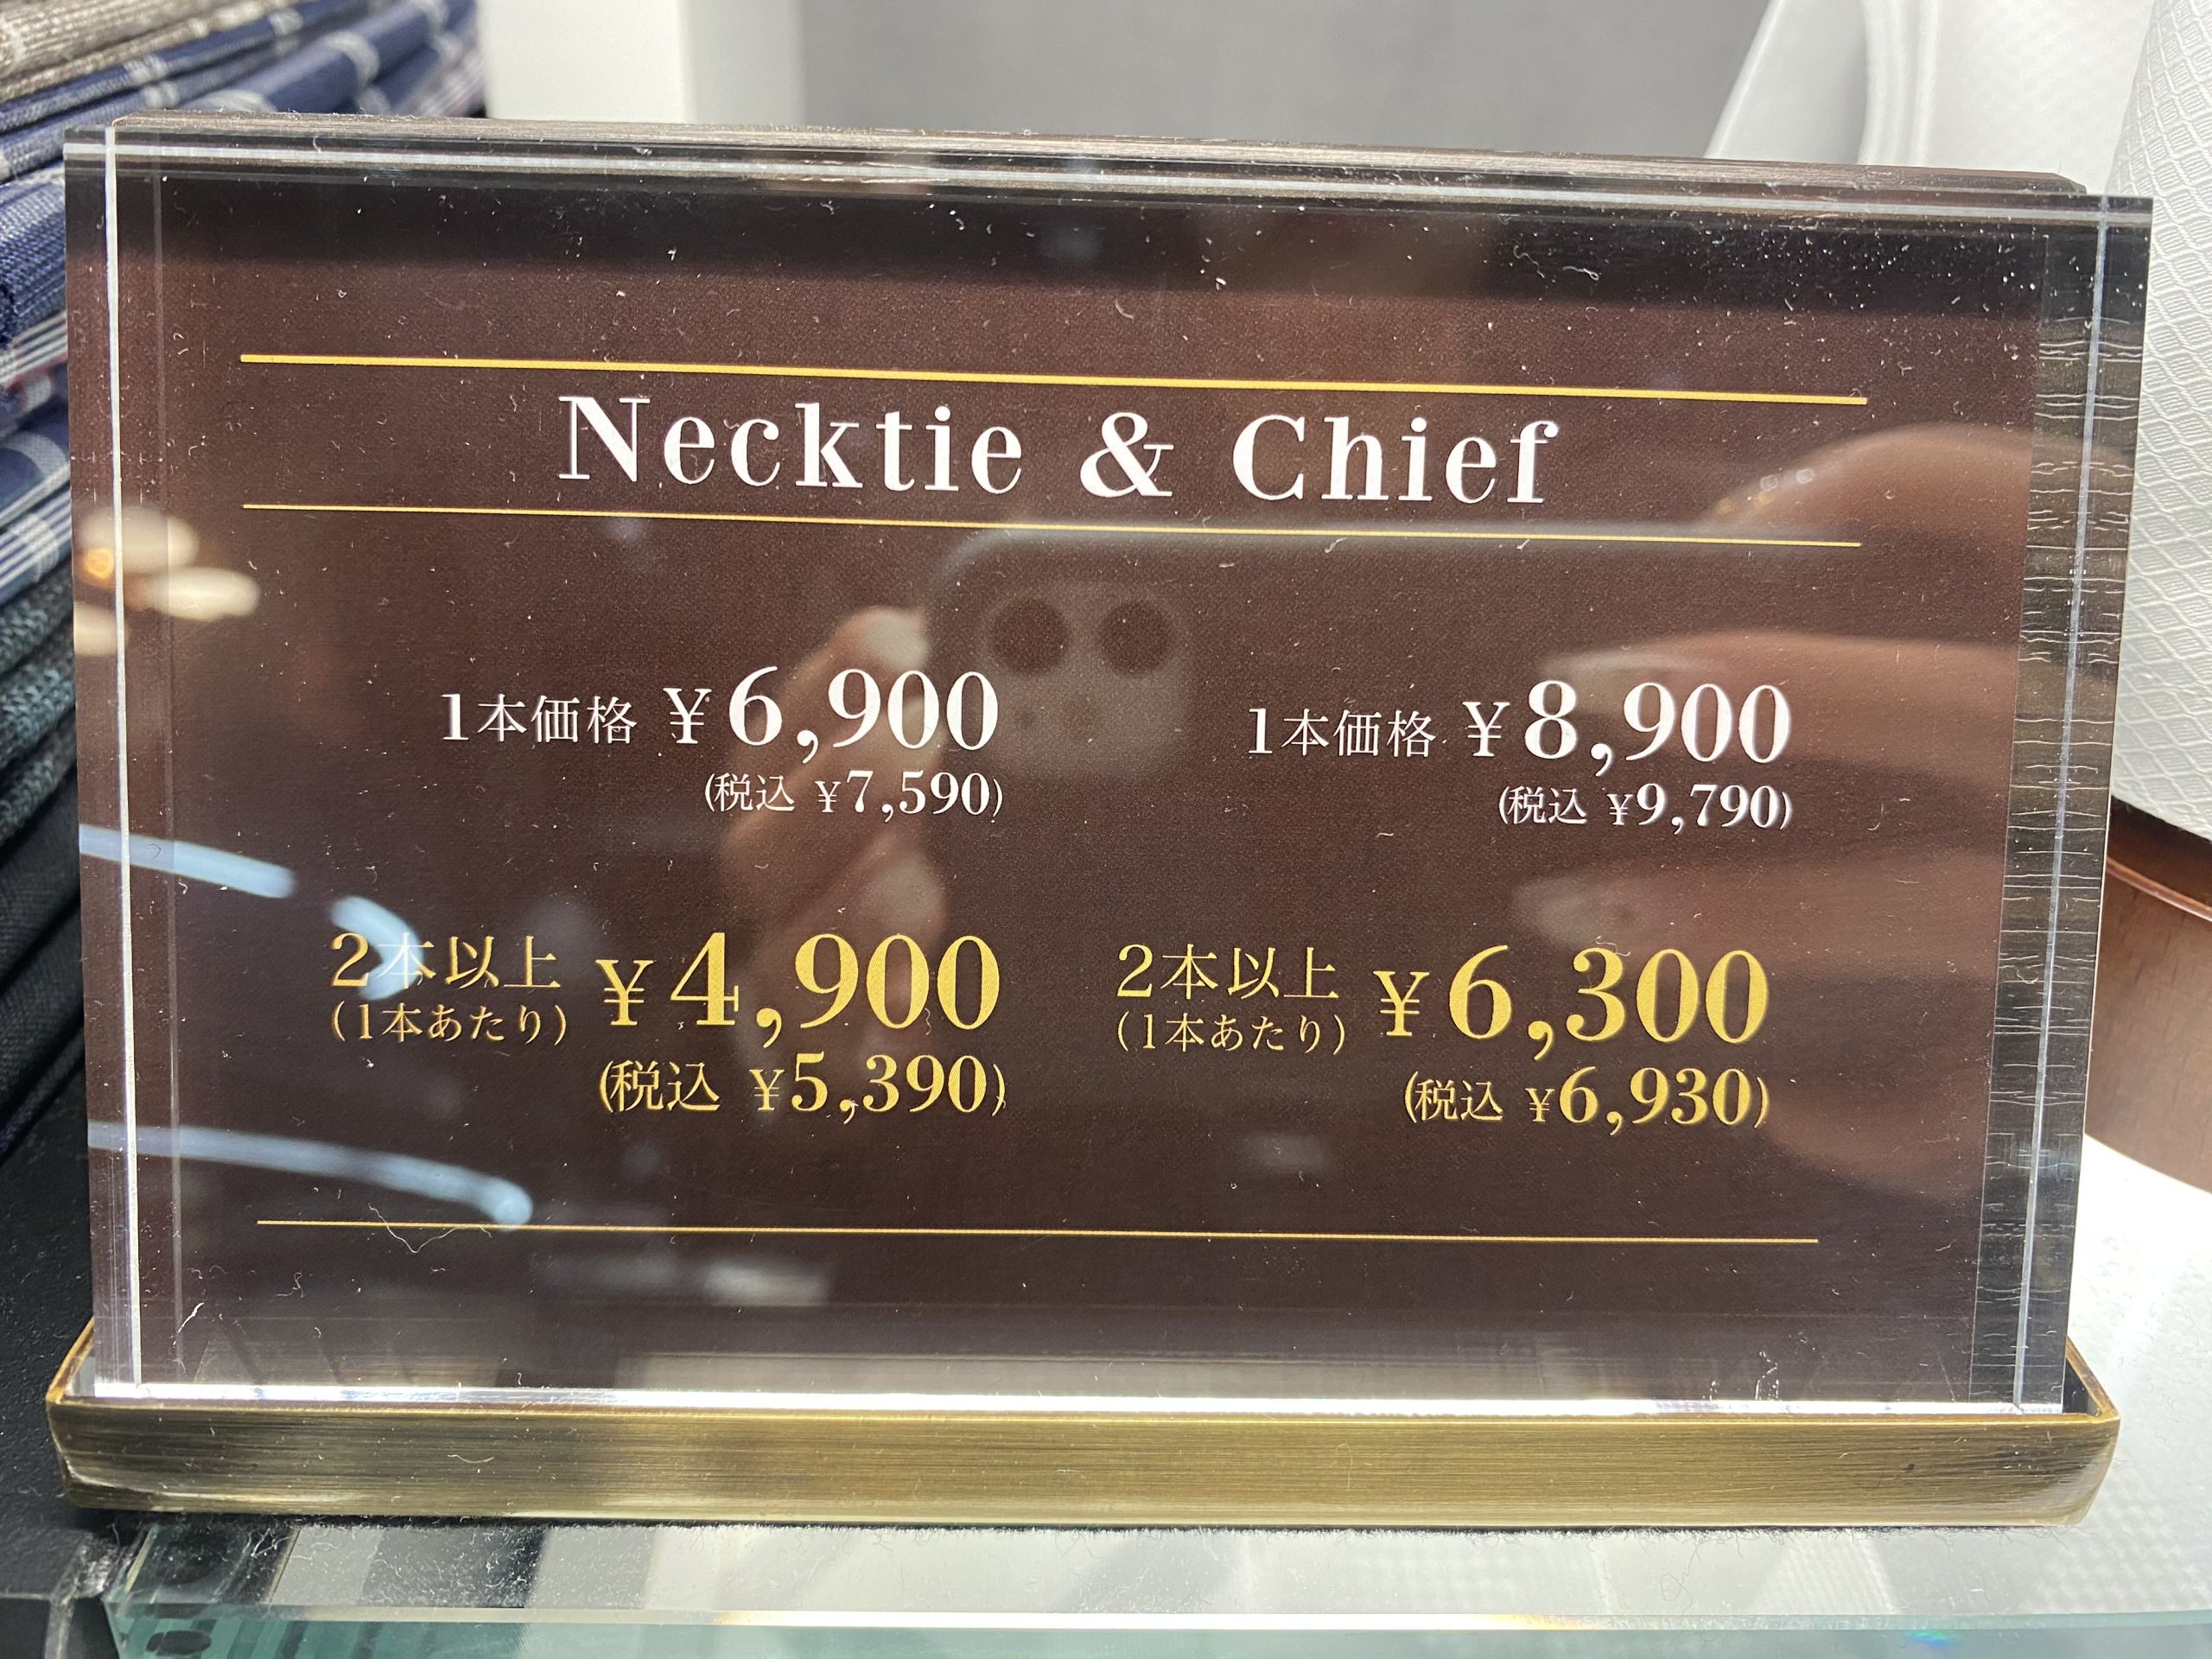 Necktie & Chief
1本価格 ¥6,900
(税込 ¥7,590)
1本価格 ¥8,900
(税込 ¥9,790)
2本以上
(1本あたり)
¥4,900
(税込 ¥5,390)
2本以上
(1本あたり)
¥6,300
(税込 ¥6,930)